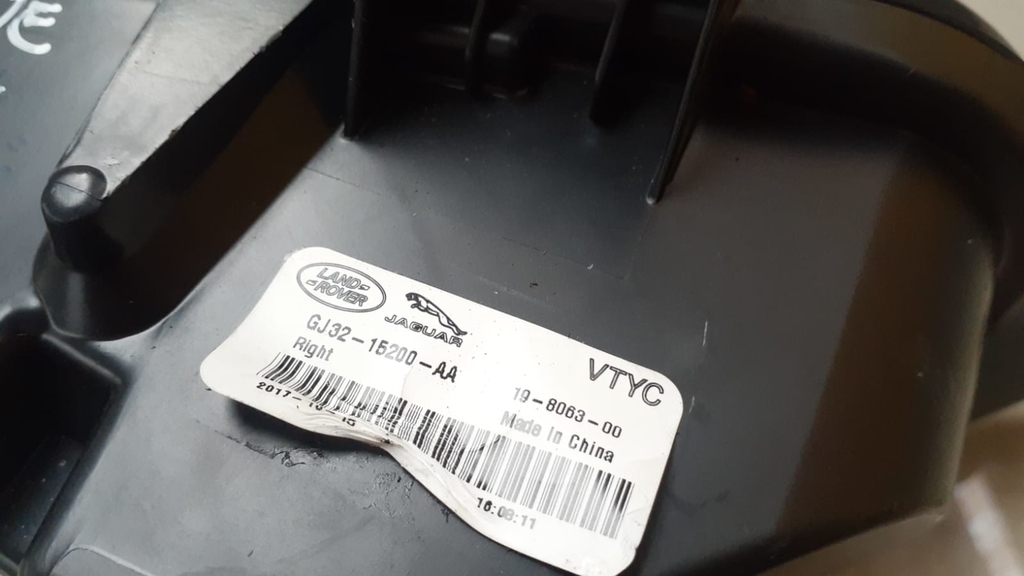 LAND-
-ROVER
JAGUAR
GJ32-15200-AA
Right
VTYC
19-8063-00
Made in China
16:08:11